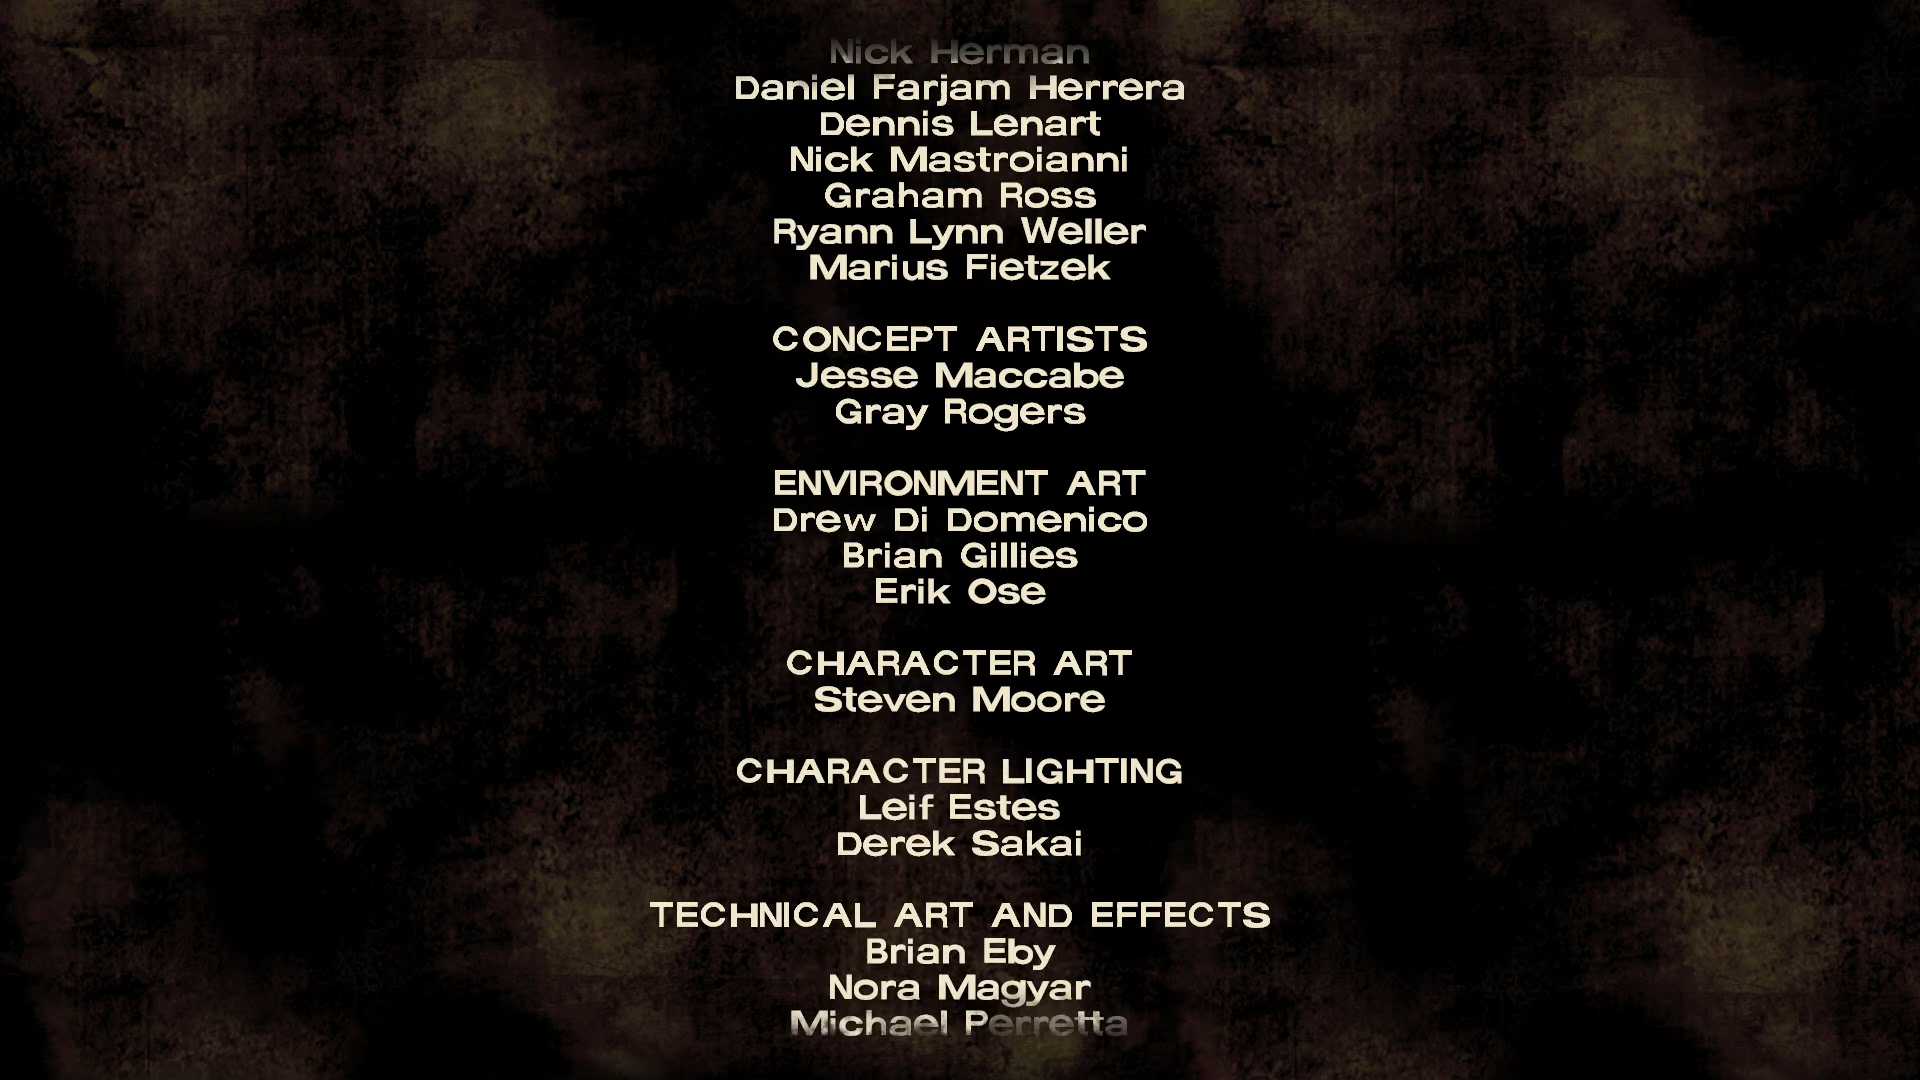 Nick Herman
Daniel Farjam Herrera
Dennis Lenart
Nick Mastroianni
Graham Ross
Ryann Lynn Weller
Marius Fietzek
CONCEPT ARTISTS
Jesse Maccabe
Gray Rogers
ENVIRONMENT ART
Drew Di Domenico
Brian Gillies
Erik Ose
CHARACTER ART
Steven Moore
CHARACTER LIGHTING
Leif Estes
Derek Sakai
TECHNICAL ART AND EFFECTS
Brian Eby
Nora Magyar
Michael Perretta